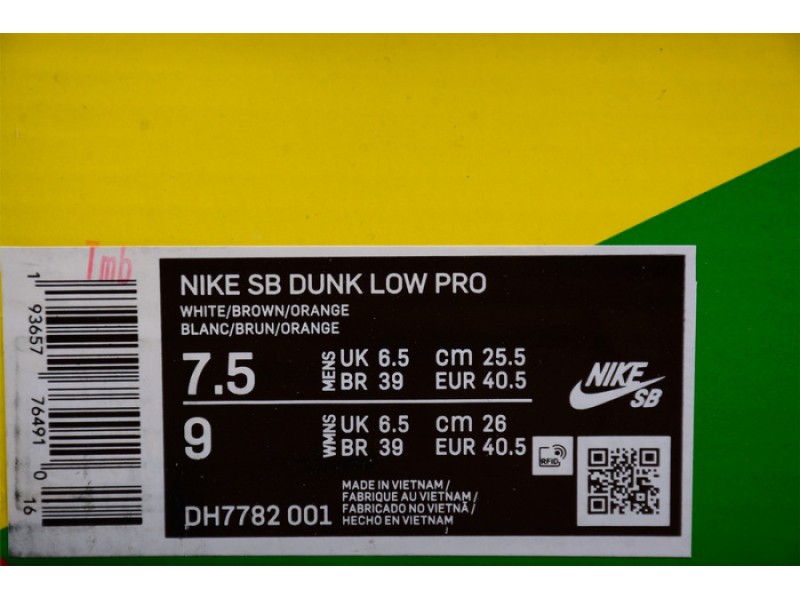 1mb
1 93657 76491 0 16
NIKE SB DUNK LOW PRO
WHITE/BROWN/ORANGE
BLANC/BRUN/ORANGE
7.5
MENS
UK 6.5 cm 25.5
BR 39 EUR 40.5
9
WMNS
UK 6.5 cm 26
BR 39 EUR 40.5
NIKE
SB
RFID
DH7782 001
MADE IN VIETNAM /
FABRIQUE AU VIETNAM /
FABRICADO NO VIETNÃ /
HECHO EN VIETNAM